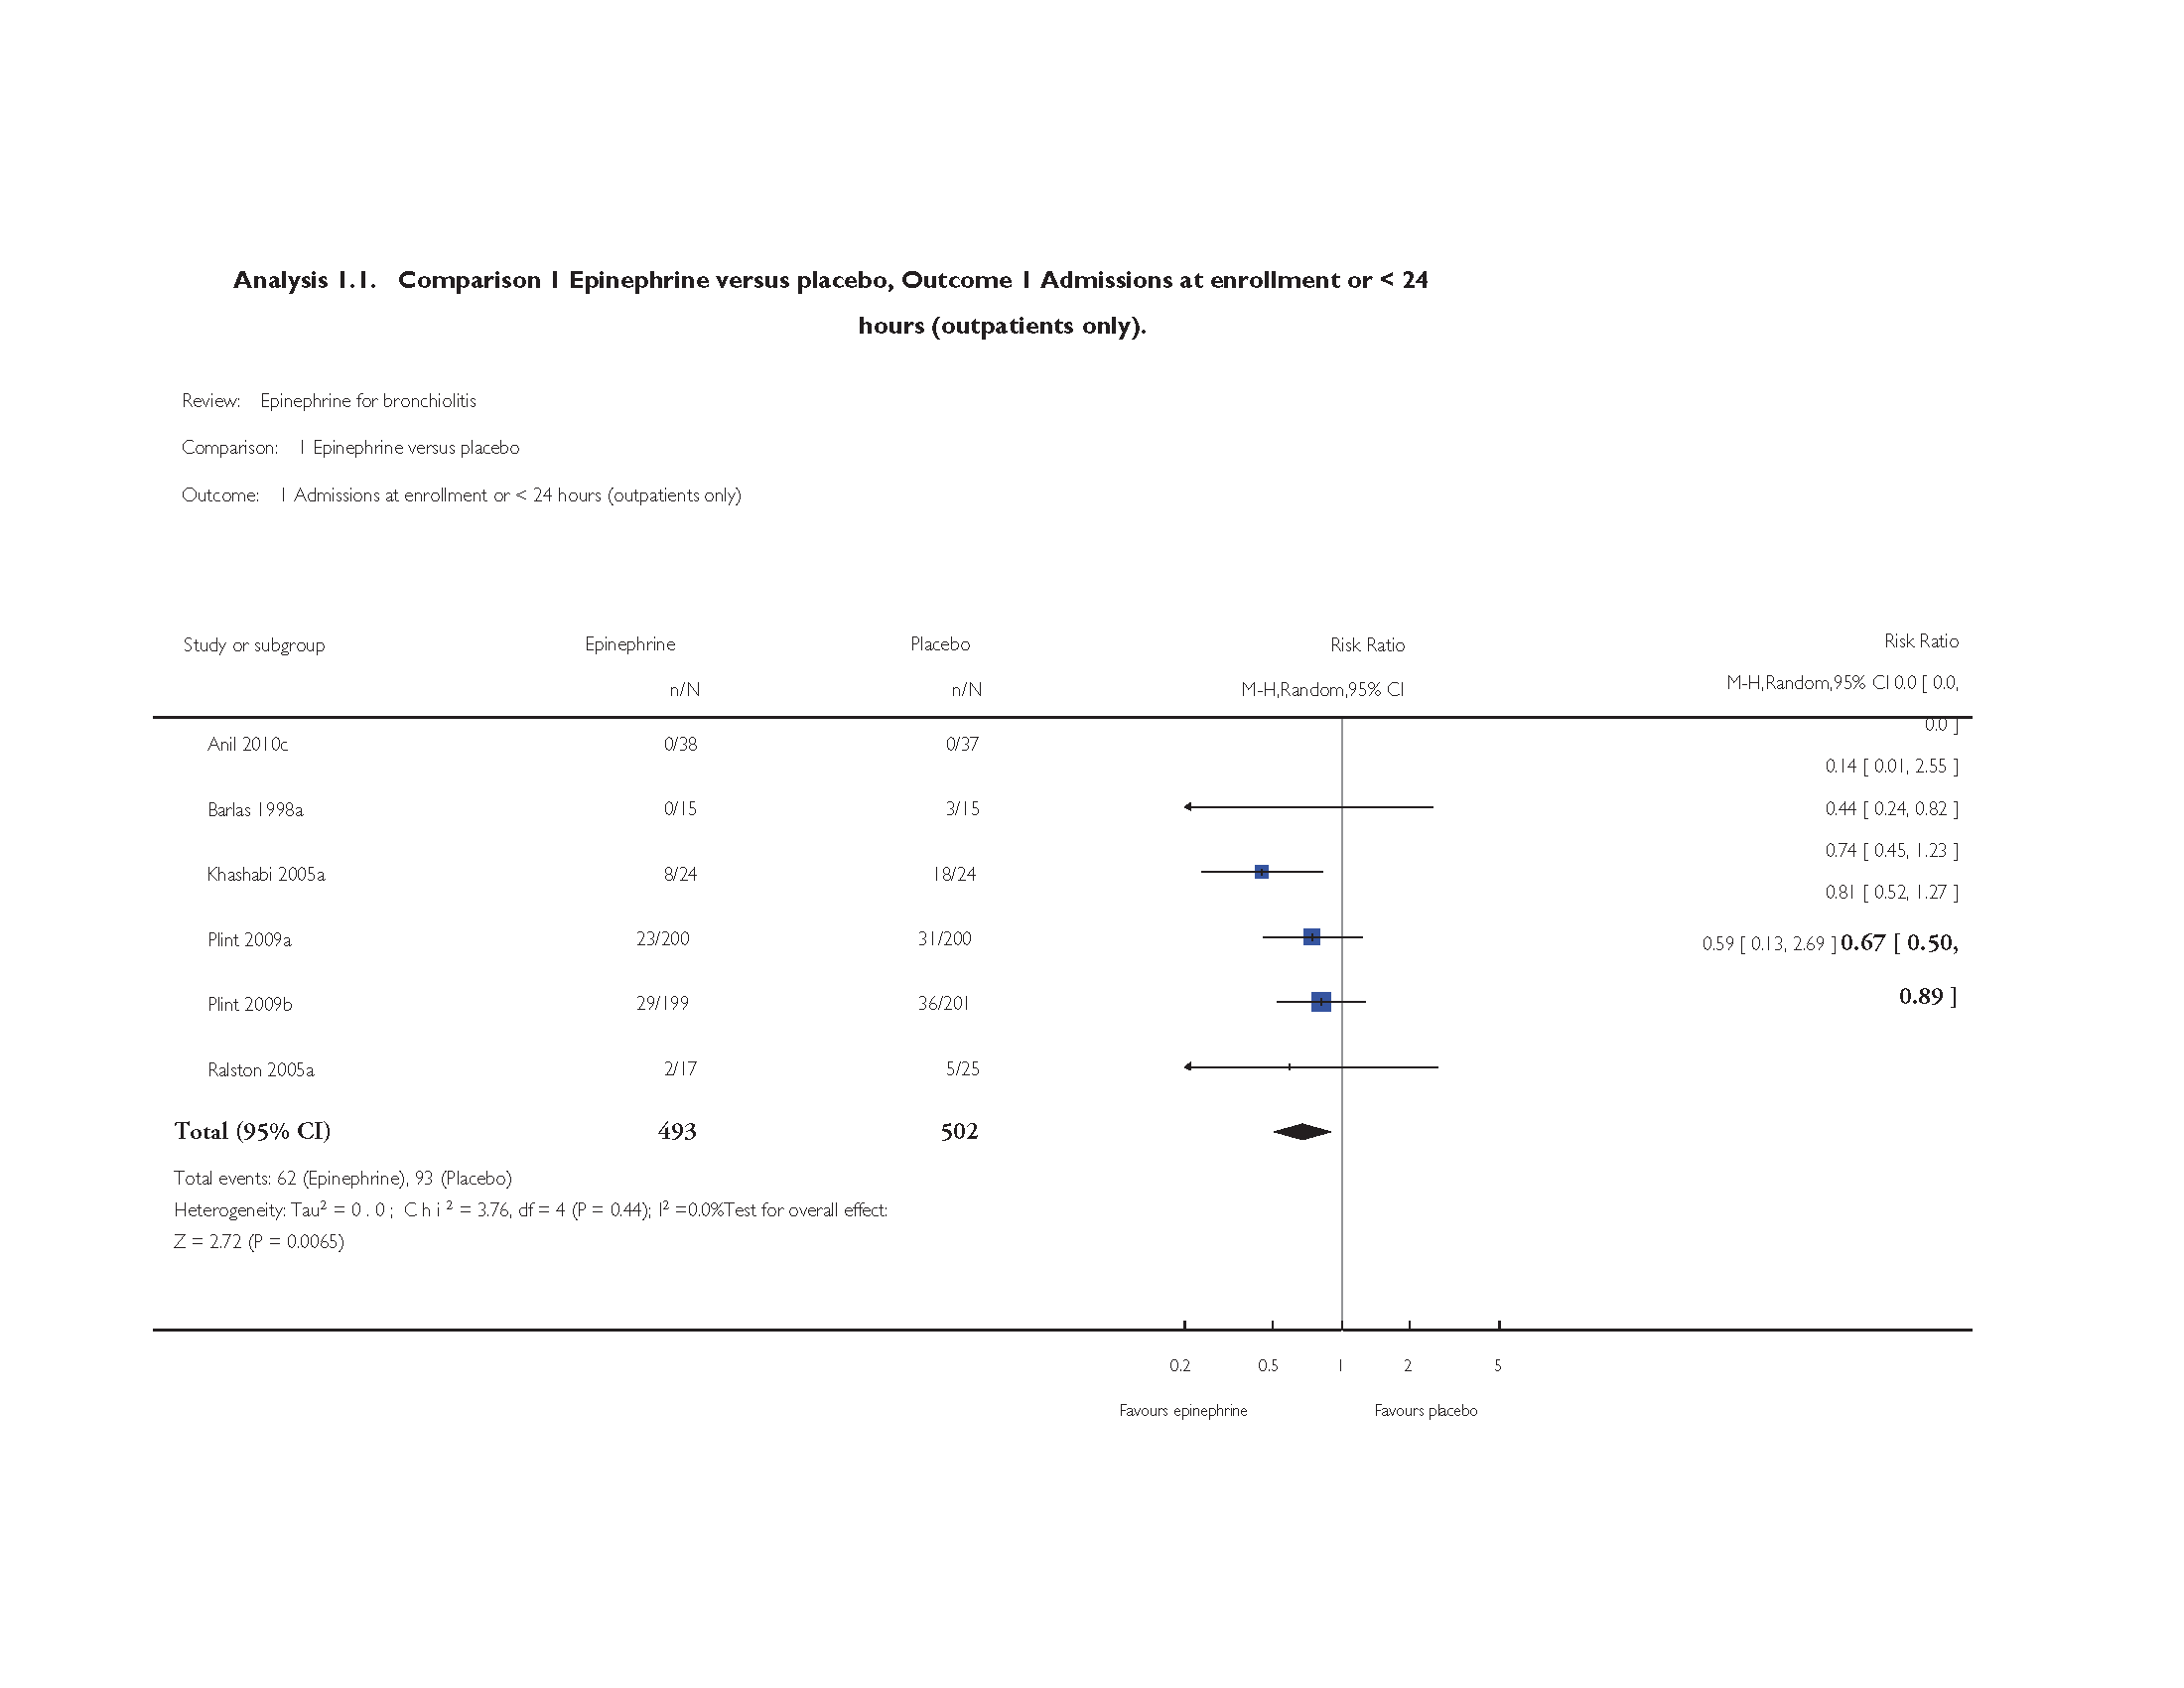 Analysis 1.1. Comparison 1 Epinephrine versus placebo, Outcome 1 Admissions at enrollment or < 24
hours (outpatients only).
Review: Epinephrine for bronchiolitis
Comparison: 1 Epinephrine versus placebo
Outcome: 1 Admissions at enrollment or < 24 hours (outpatients only)
Study or subgroup Epinephrine Placebo Risk Ratio Risk Ratio
n/N n/N M-H,Random,95% CI M-H,Random,95% CI 0.0 [ 0.0,
0.0 ]
Anil 2010c 0/38 0/37
0.14 [ 0.01, 2.55 ]
Barlas 1998a 0/15 3/15 0.44 [ 0.24, 0.82 ]
0.74 [ 0.45, 1.23 ]
Khashabi 2005a 8/24 18/24
0.81 [ 0.52, 1.27 ]
Plint 2009a 23/200 31/200 0.59 [ 0.13, 2.69 ] 0.67 [ 0.50,
0.89 ]
Plint 2009b 29/199 36/201
Ralston 2005a 2/17 5/25
Total (95% CI) 493 502
Total events: 62 (Epinephrine), 93 (Placebo)
Heterogeneity: Tau² = 0 . 0 ; C h i ² = 3.76, df = 4 (P = 0.44); I² =0.0%Test for overall effect:
Z = 2.72 (P = 0.0065)
0.2 0.5 1 2 5
Favours epinephrine Favours placebo